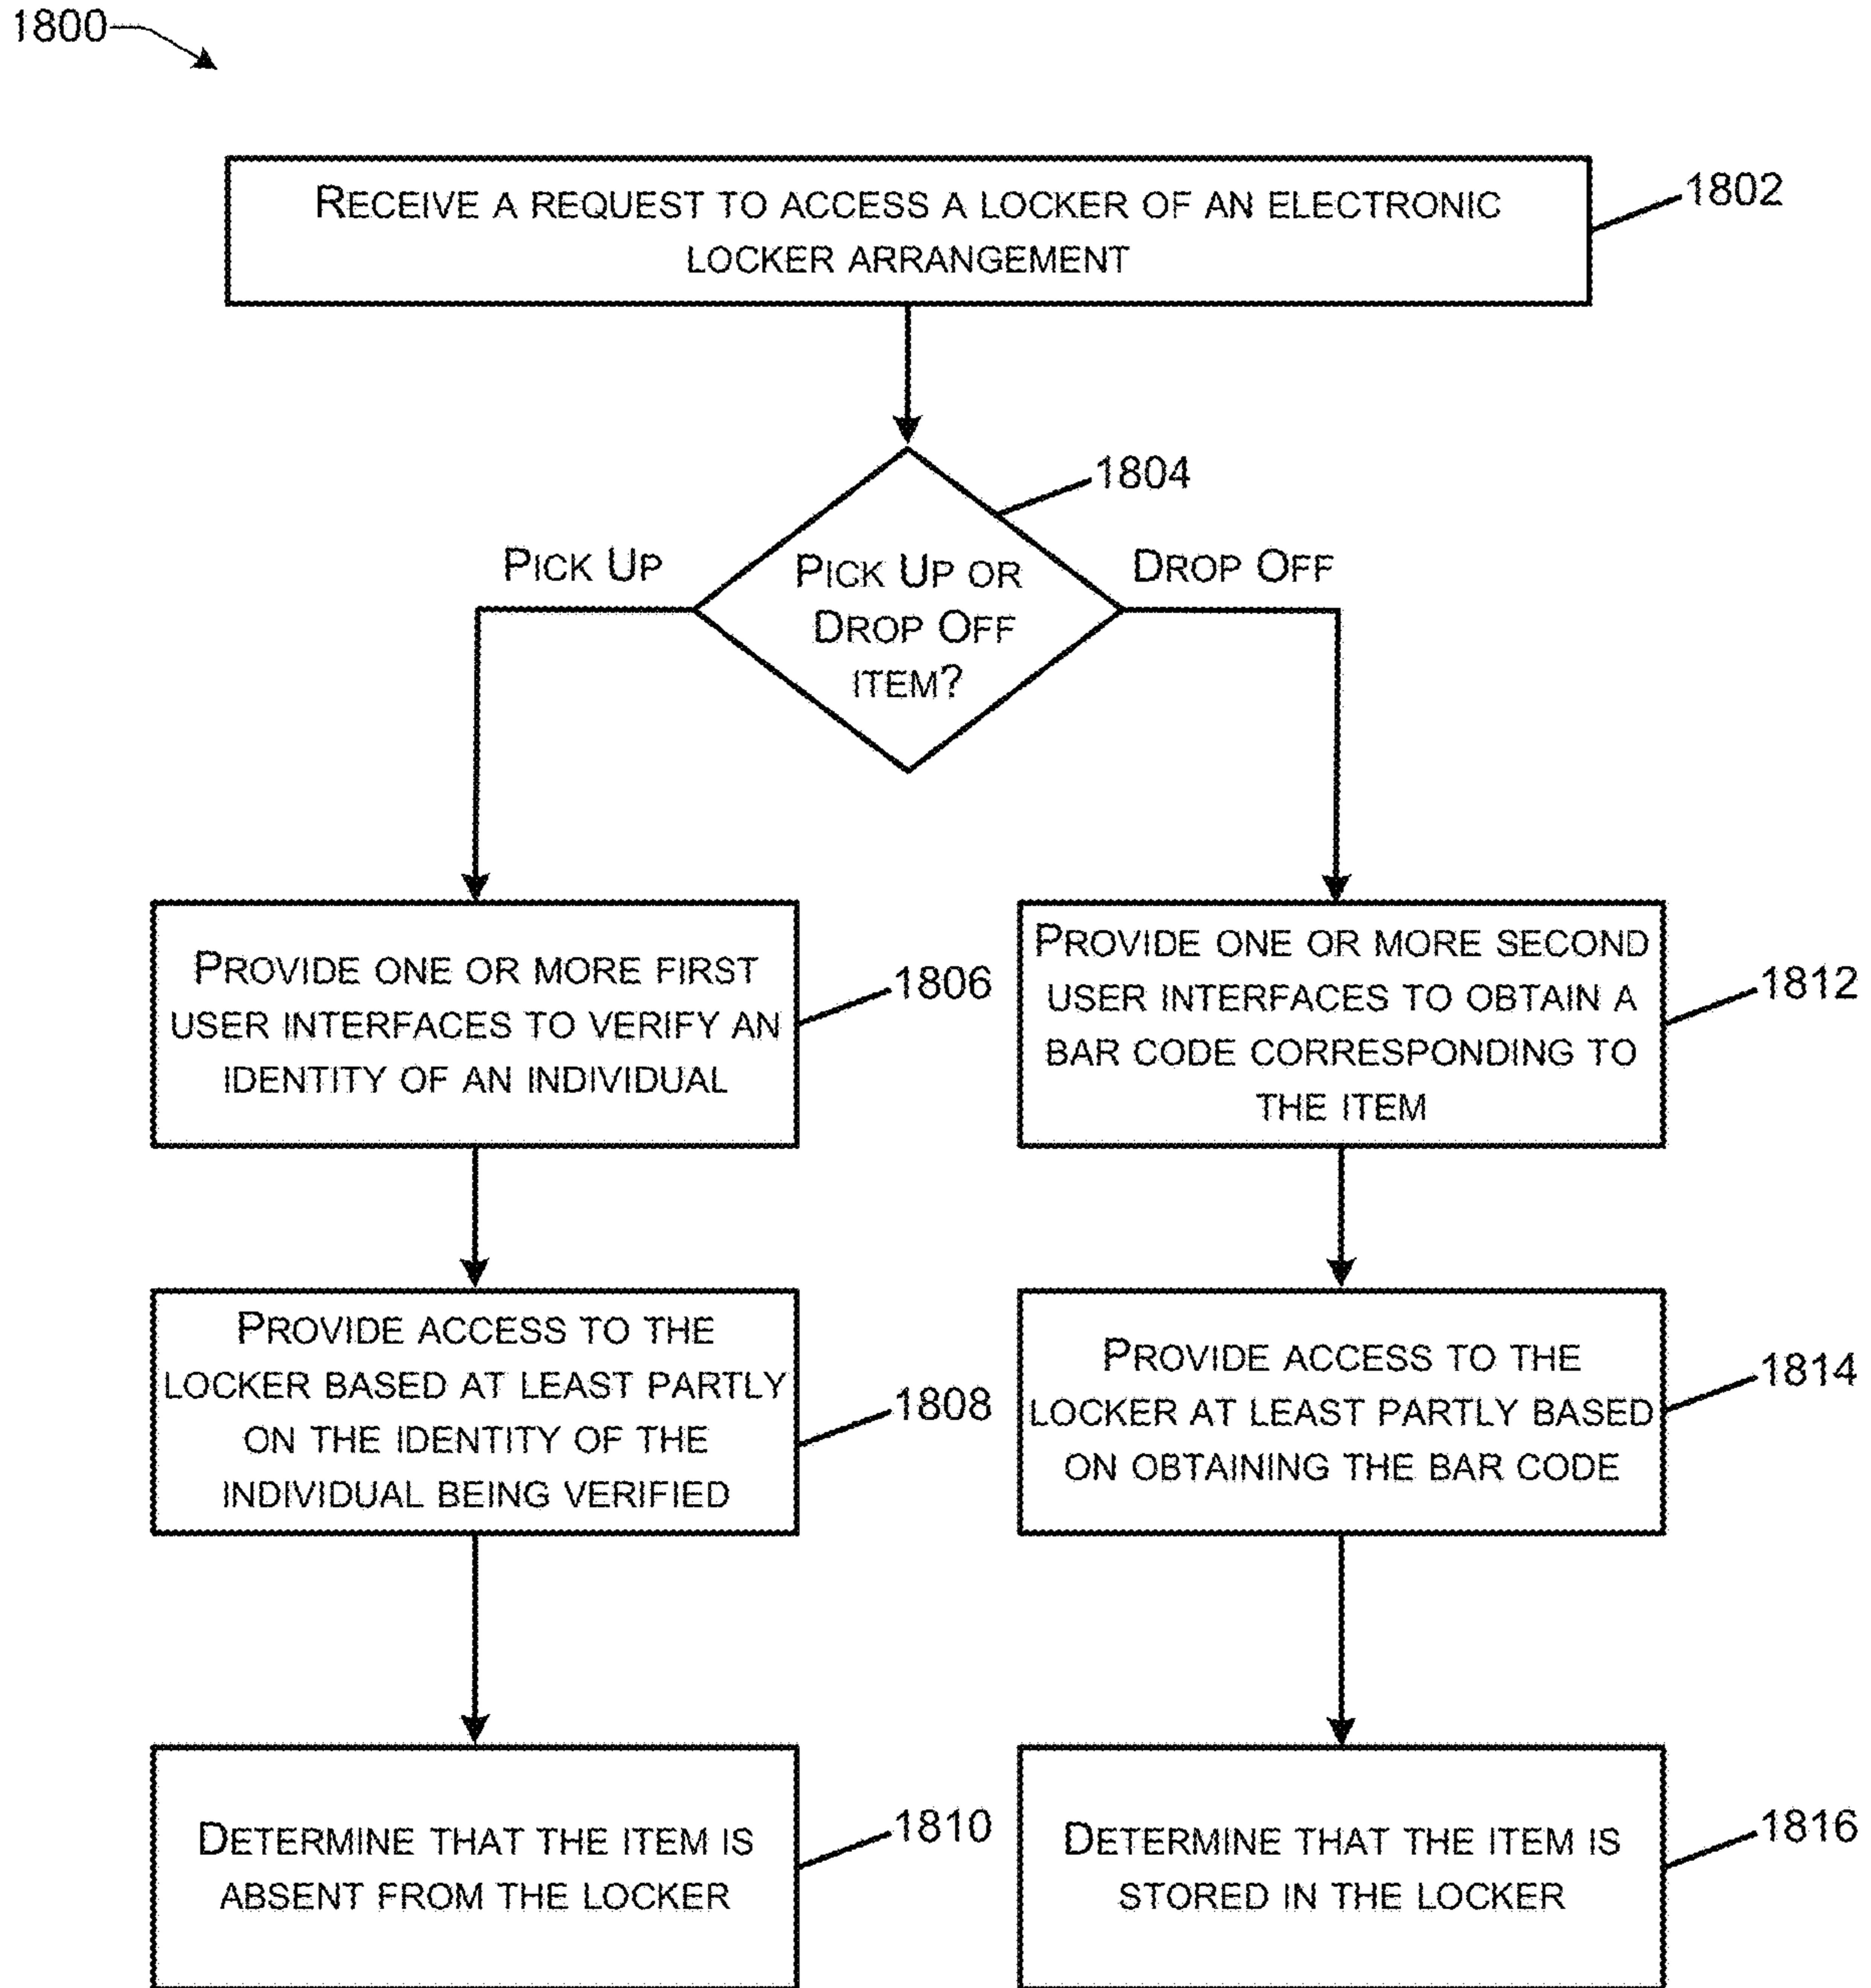 1800
RECEIVE A REQUEST TO ACCESS A LOCKER OF AN ELECTRONIC
LOCKER ARRANGEMENT
1802
1804
PICK UP
PICK UP OR
DROP OFF
ITEM?
DROP OFF
PROVIDE ONE OR MORE FIRST
USER INTERFACES TO VERIFY AN
IDENTITY OF AN INDIVIDUAL
1806
PROVIDE ONE OR MORE SECOND
USER INTERFACES TO OBTAIN A
BAR CODE CORRESPONDING TO
THE ITEM
1812
PROVIDE ACCESS TO THE
LOCKER BASED AT LEAST PARTLY
ON THE IDENTITY OF THE
INDIVIDUAL BEING VERIFIED
1808
PROVIDE ACCESS TO THE
LOCKER AT LEAST PARTLY BASED
ON OBTAINING THE BAR CODE
1814
DETERMINE THAT THE ITEM IS
ABSENT FROM THE LOCKER
1810
DETERMINE THAT THE ITEM IS
STORED IN THE LOCKER
1816